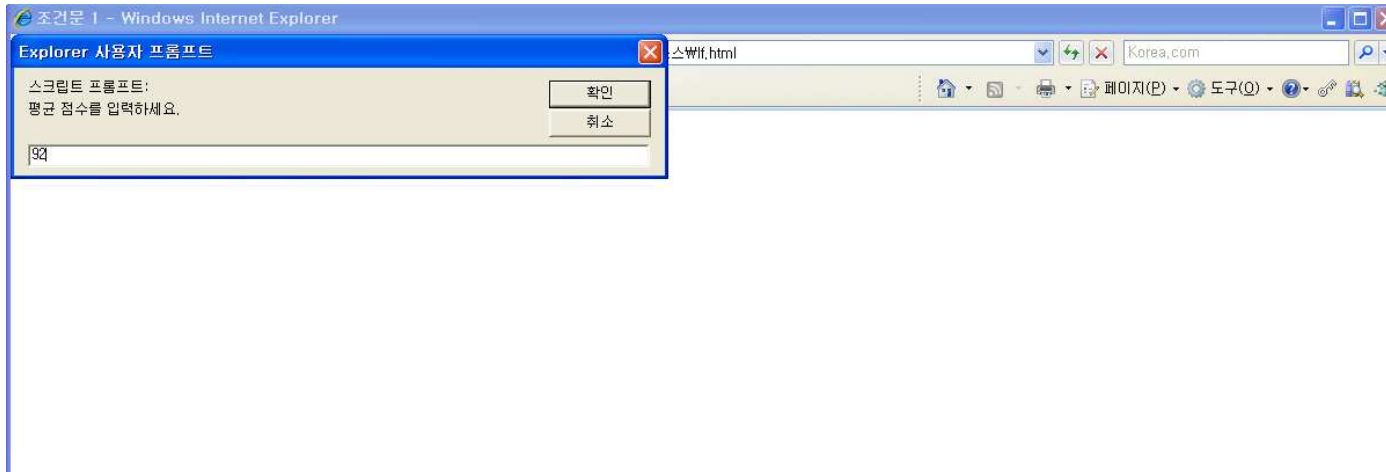 조건문 1 - Windows Internet Explorer
Explorer 사용자 프롬프트
스₩If.html
Korea.com
스크립트 프롬프트:
확인
평균 점수를 입력하세요.
취소
페이지(P)
도구(O)
92